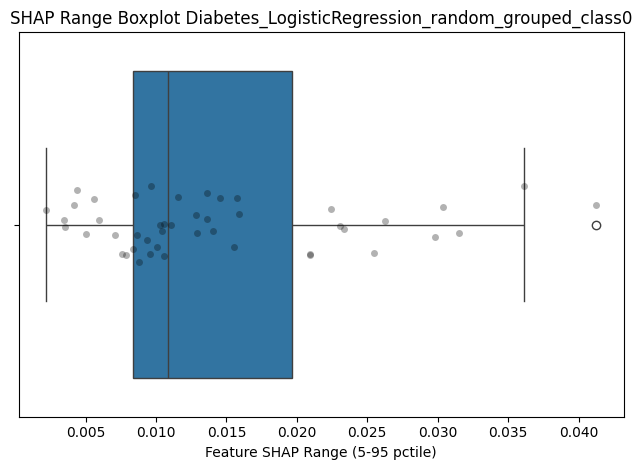 SHAP Range Boxplot Diabetes_LogisticRegression_random_grouped_class0
0.005 0.010 0.015 0.020 0.025 0.030 0.035 0.040
Feature SHAP Range (5-95 pctile)